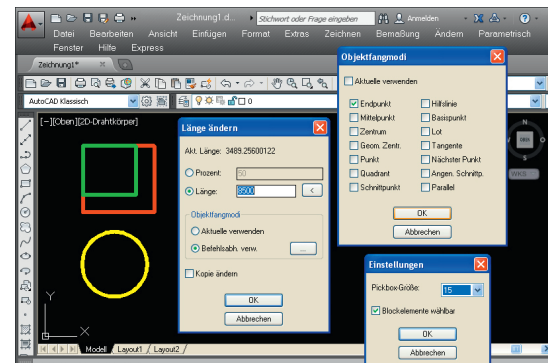 Zeichnung1.d...
Stichwort oder Frage eingeben
Anmelden
Datei Bearbeiten Ansicht Einfügen Format Extras Zeichnen Bemaßung Ändern Parametrisch
Fenster Hilfe Express
Zeichnung1*
AutoCAD Klassisch
0
[-][Oben][2D-Drahtkörper]
Länge ändern
Akt. Länge: 3489.25600122
Prozent: 50
Länge: 8500
<
Objektfangmodi
Aktuelle verwenden
Befehlsabh. verw.
...
Kopie ändern
OK
Abbrechen
Objektfangmodi
Aktuelle verwenden
Endpunkt Hilfslinie
Mittelpunkt Basispunkt
Zentrum Lot
Geom. Zentr. Tangente
Punkt Nächster Punkt
Quadrant Angen. Schnittp.
Schnittpunkt Parallel
OK
Abbrechen
N
S
WKS
Einstellungen
Pickbox-Größe: 15
Blockelemente wählbar
OK
Abbrechen
Y
X
Modell Layout1 Layout2